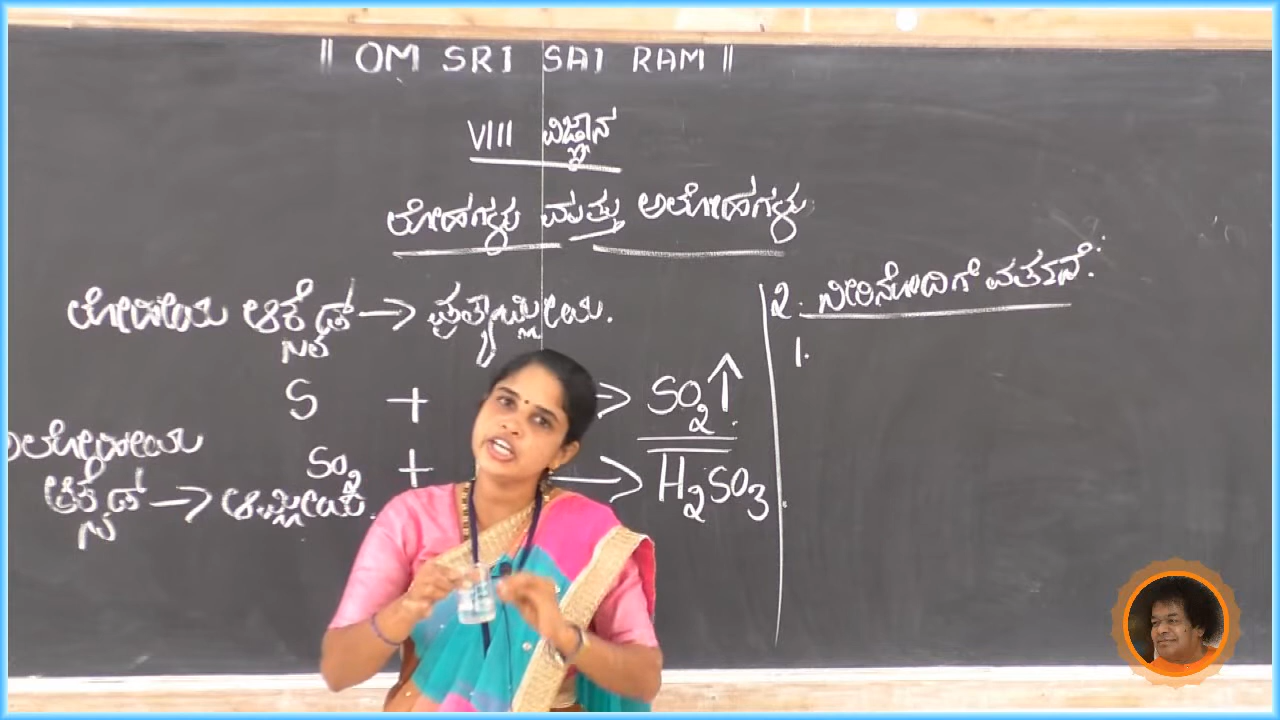 || OM SRI SAI RAM ||
VIII ವಿಜ್ಞಾನ
ಲೋಹಗಳು ಮತ್ತು ಅಲೋಹಗಳು
ಲೋಹೀಯ ಆಕ್ಸೈಡ್ → ಪ್ರತ್ಯಾಮ್ಲೀಯ.
S + → SO₂↑
ಅಲೋಹೀಯ
SO₂ + → H₂SO₃
ಆಕ್ಸೈಡ್ → ಆಮ್ಲೀಯ.
2. ನೀರಿನೊಂದಿಗೆ ವರ್ತನೆ:
1.